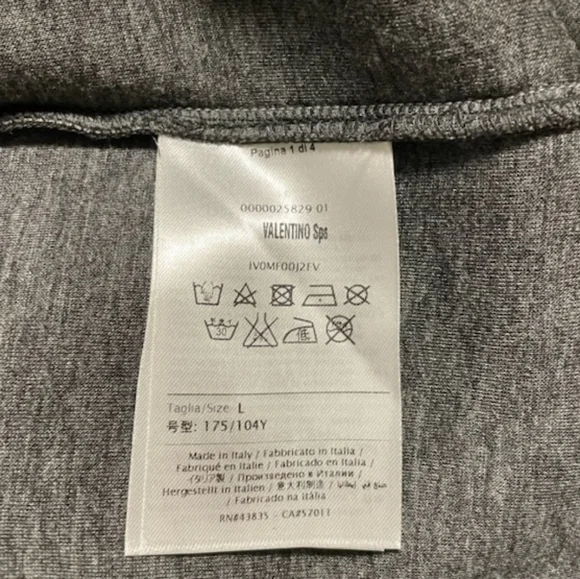 Pagina 1 di 4
0000025829 01
VALENTINO Spa
IV0MF00J2FV
30
低
Taglia/Size L
号型: 175/104Y
Made in Italy / Fabbricato in Italia /
Fabriqué en Italie / Fabricado en Italia /
イタリア製 / Произведено в Италии /
Hergestellt in Italien / 意大利制造 / صنع في إيطاليا
/ Fabricado na Itália
RN#43835 - CA#57011